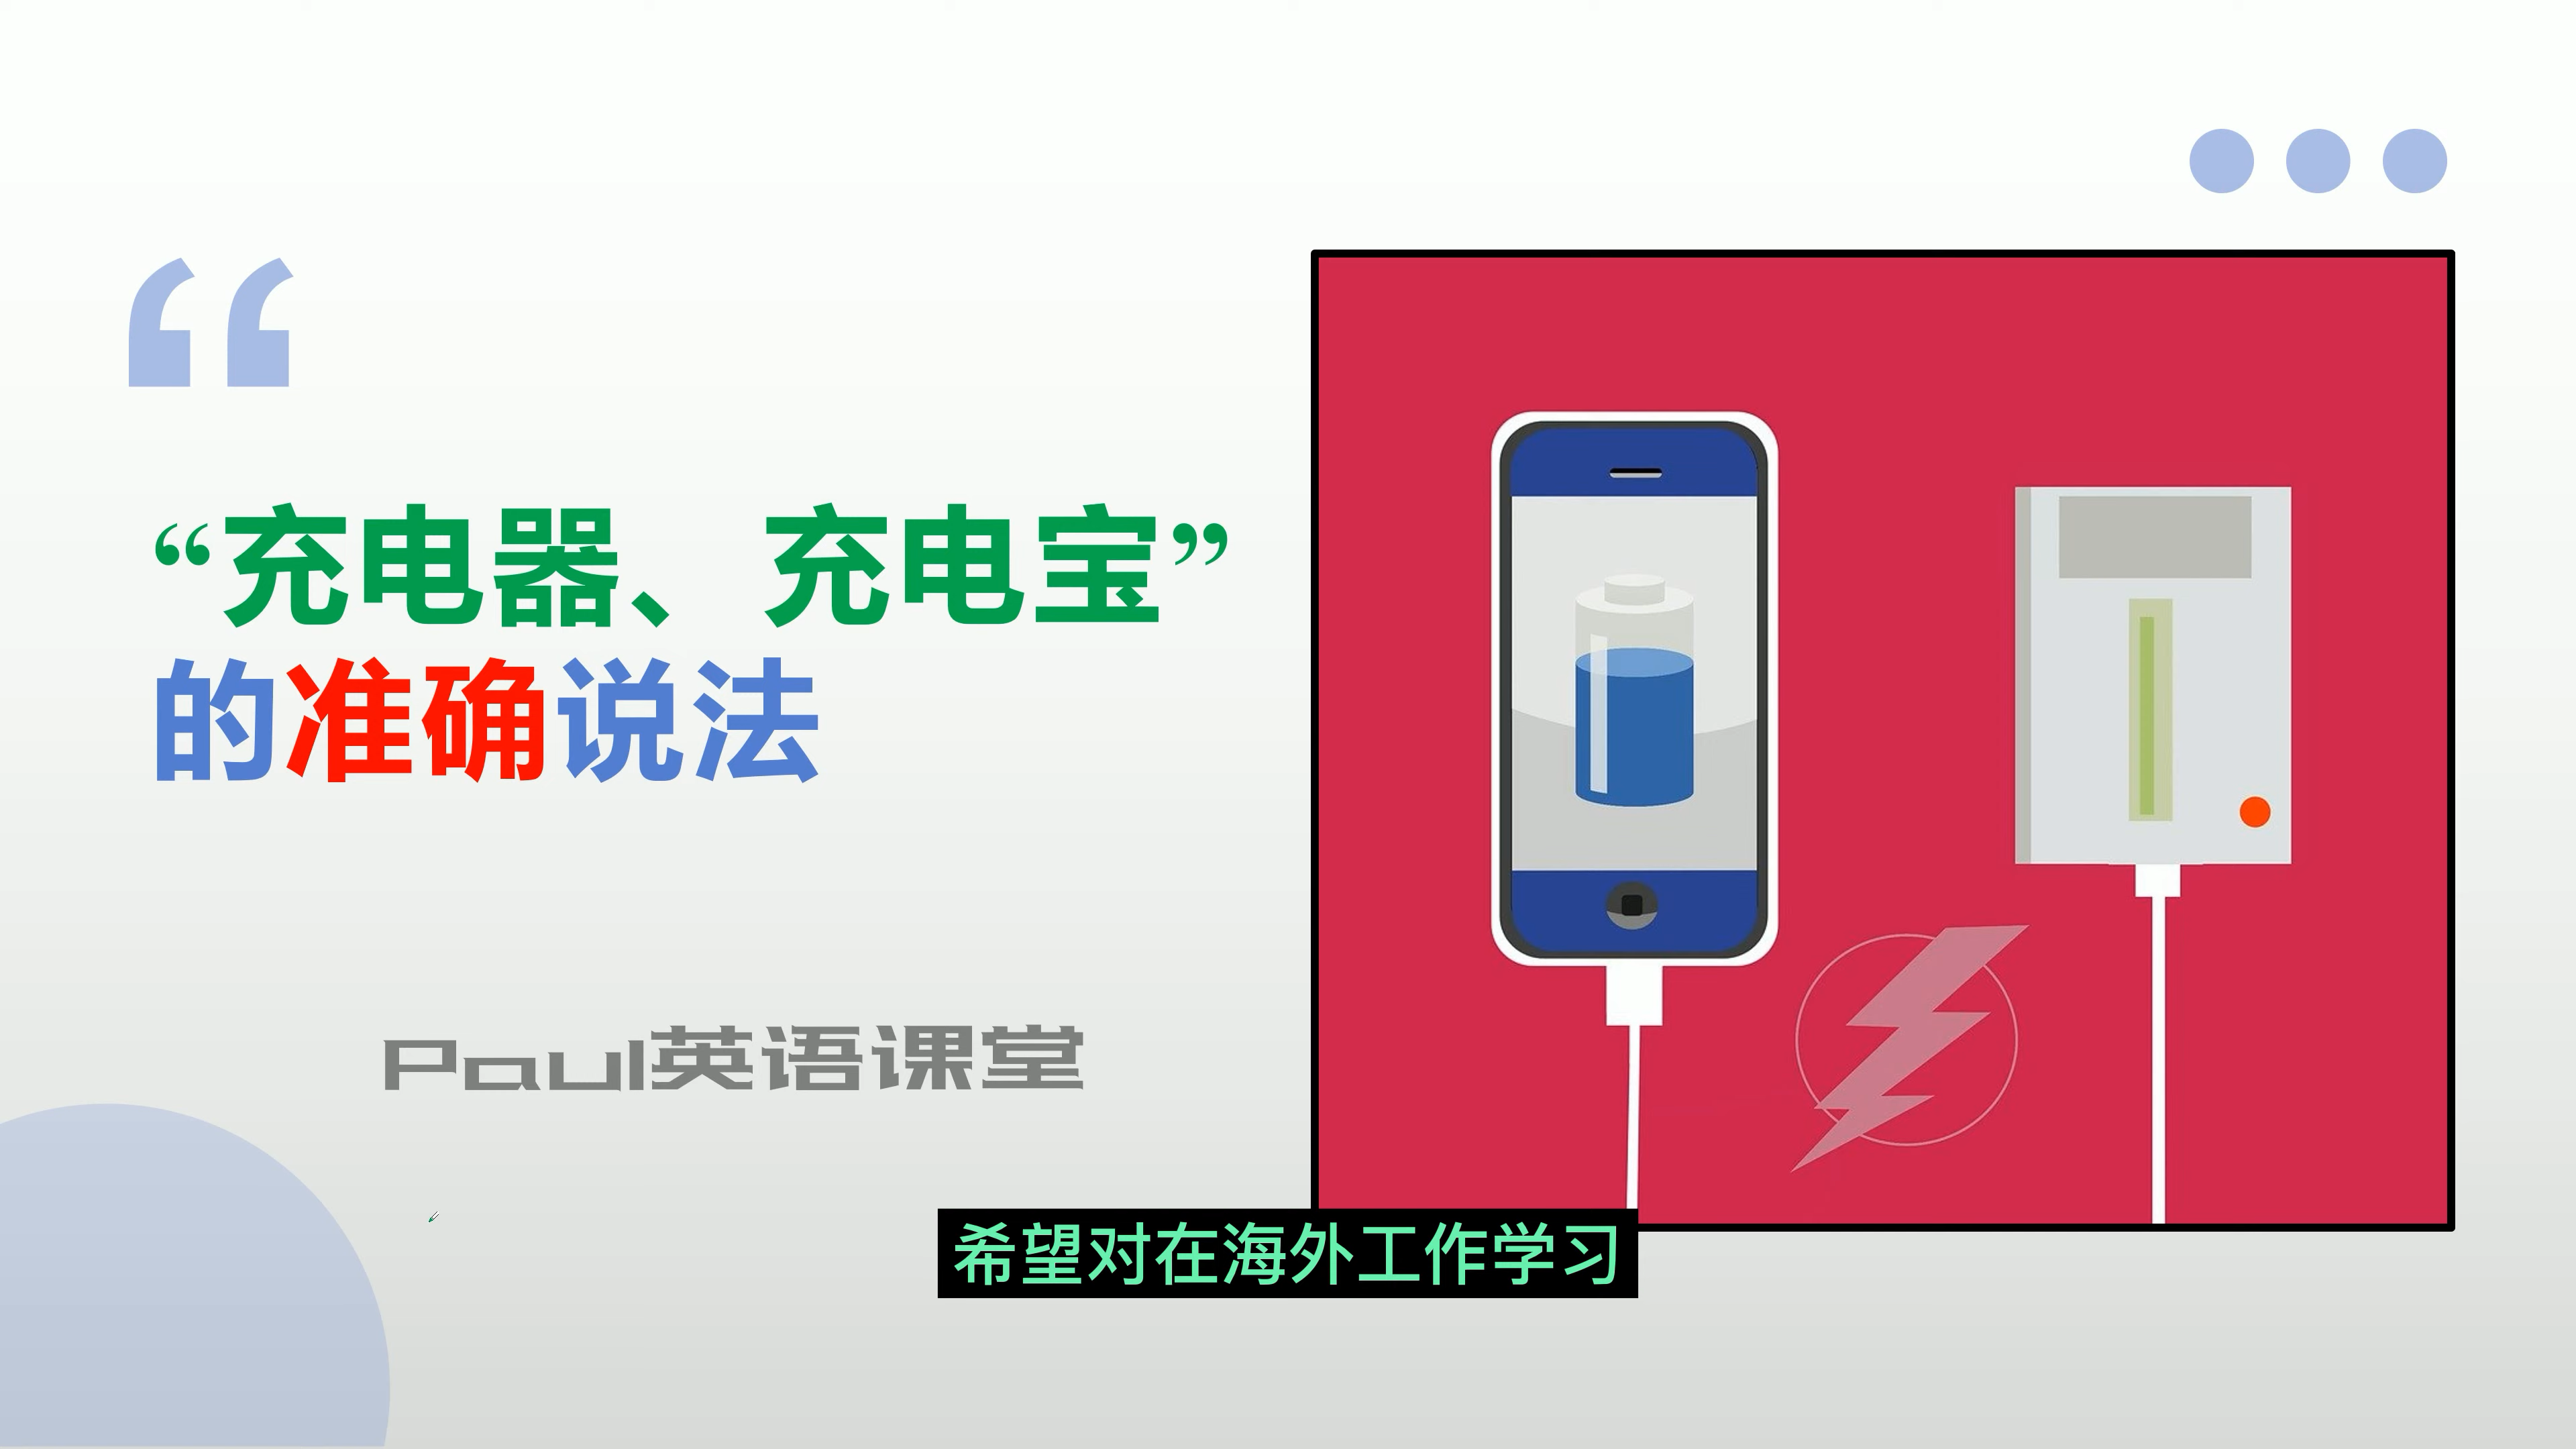 “充电器、充电宝”
的准确说法
Paul英语课堂
希望对在海外工作学习